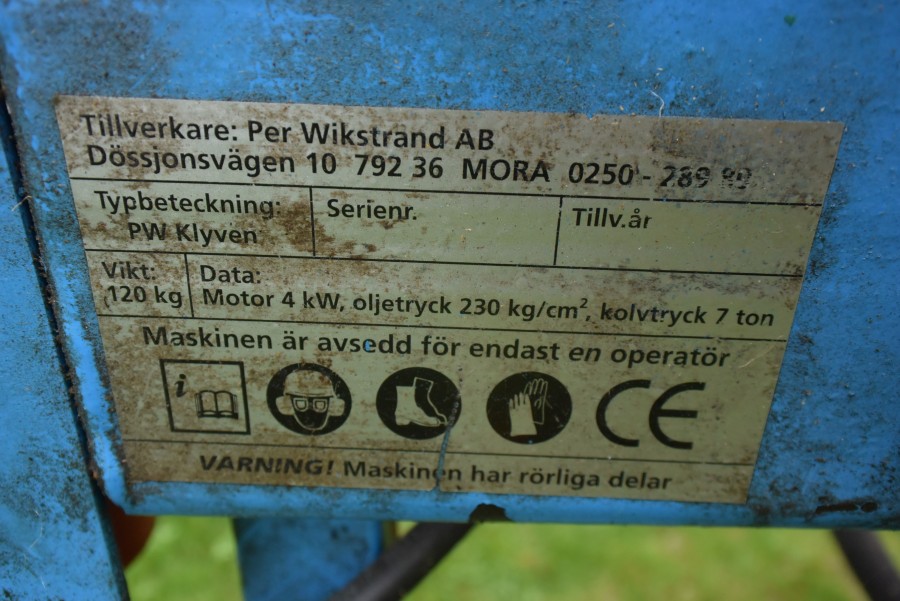 Tillverkare: Per Wikstrand AB
Dössjonsvägen 10 792 36 MORA 0250 - 289
Typbeteckning:
PW Klyven
Serienr.
Tillv.år
Vikt:
120 kg
Data:
Motor 4 kW, oljetryck 230 kg/cm², kolvtryck 7 ton
Maskinen är avsedd för endast en operatör
i
CE
VARNING! Maskinen har rörliga delar